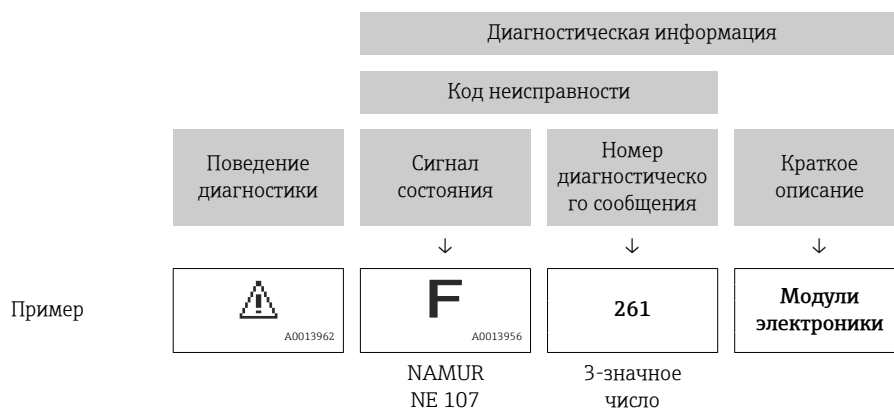 Диагностическая информация
Код неисправности
Поведение
диагностики
Сигнал
состояния
Номер
диагностическо
го сообщения
Краткое
описание
↓ ↓ ↓
Пример
A0013962
F
A0013956
261
Модули
электроники
NAMUR
NE 107
3-значное
число